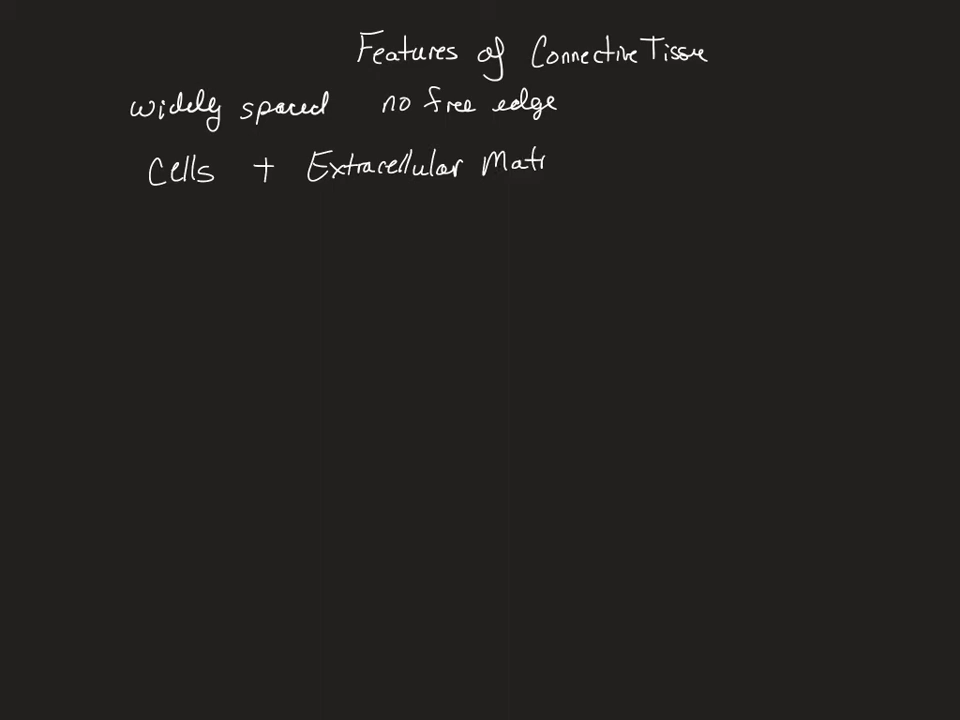 Features of Connective Tissue
widely spaced no free edge
Cells + Extracellular Matr